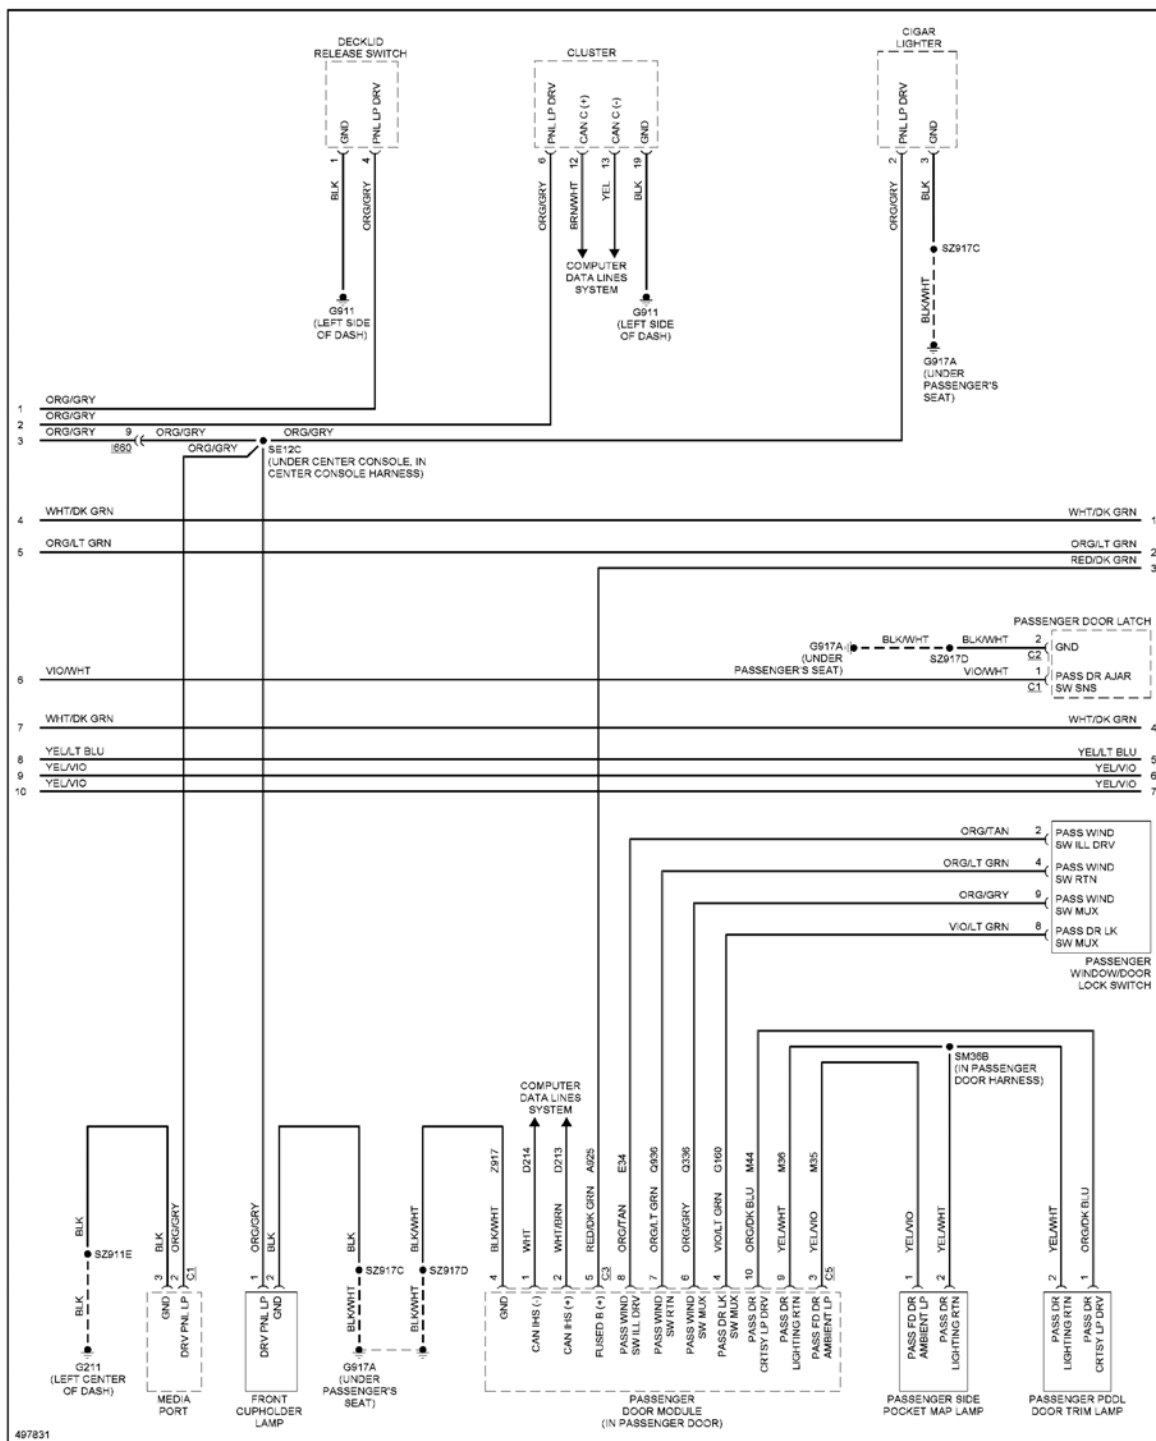 DECKLID
RELEASE SWITCH
CLUSTER
CIGAR
LIGHTER
GND
PNL LP DRV
PNL LP DRV
CAN C (+)
CAN C (-)
GND
PNL LP DRV
GND
1
4
6
12
13
19
2
3
BLK
ORG/GRY
ORG/GRY
BRN/WHT
YEL
BLK
ORG/GRY
BLK
SZ917C
COMPUTER
DATA LINES
SYSTEM
BLK/WHT
G911
(LEFT SIDE
OF DASH)
G911
(LEFT SIDE
OF DASH)
G917A
(UNDER
PASSENGER'S
SEAT)
1 ORG/GRY
2 ORG/GRY
3 ORG/GRY 9 ORG/GRY ORG/GRY
I660 ORG/GRY
SE12C
(UNDER CENTER CONSOLE, IN
CENTER CONSOLE HARNESS)
4 WHT/DK GRN WHT/DK GRN 1
5 ORG/LT GRN ORG/LT GRN 2
RED/DK GRN 3
PASSENGER DOOR LATCH
G917A BLK/WHT BLK/WHT 2 GND
(UNDER
PASSENGER'S SEAT)
SZ917D C2
6 VIO/WHT VIO/WHT 1 PASS DR AJAR
C1 SW SNS
7 WHT/DK GRN WHT/DK GRN 4
8 YEL/LT BLU YEL/LT BLU 5
9 YEL/VIO YEL/VIO 6
10 YEL/VIO YEL/VIO 7
ORG/TAN 2 PASS WIND
SW ILL DRV
ORG/LT GRN 4 PASS WIND
SW RTN
ORG/GRY 9 PASS WIND
SW MUX
VIO/LT GRN 8 PASS DR LK
SW MUX
PASSENGER
WINDOW/DOOR
LOCK SWITCH
SM36B
(IN PASSENGER
DOOR HARNESS)
COMPUTER
DATA LINES
SYSTEM
Z917
D214
D213
A925
E34
Q936
Q336
G160
M44
M36
M35
BLK
BLK
ORG/GRY
ORG/GRY
BLK
BLK
BLK/WHT
BLK/WHT
WHT
WHT/BRN
RED/DK GRN
ORG/TAN
ORG/LT GRN
ORG/GRY
VIO/LT GRN
ORG/DK BLU
YEL/WHT
YEL/VIO
YEL/VIO
YEL/WHT
YEL/WHT
ORG/DK BLU
SZ911E
SZ917C
SZ917D
3
2
C1
1
2
4
1
2
5
C3
8
7
6
4
10
9
3
C5
1
2
2
1
BLK
BLK/WHT
BLK/WHT
GND
DRV PNL LP
DRV PNL LP
GND
GND
CAN IHS (-)
CAN IHS (+)
FUSED B (+)
PASS WIND
SW ILL DRV
PASS WIND
SW RTN
PASS WIND
SW MUX
PASS DR LK
SW MUX
PASS DR
CRTSY LP DRV
PASS DR
LIGHTING RTN
PASS FD DR
AMBIENT LP
PASS FD DR
AMBIENT LP
PASS DR
LIGHTING RTN
PASS DR
LIGHTING RTN
PASS DR
CRTSY LP DRV
G211
(LEFT CENTER
OF DASH)
MEDIA
PORT
FRONT
CUPHOLDER
LAMP
G917A
(UNDER
PASSENGER'S
SEAT)
PASSENGER
DOOR MODULE
(IN PASSENGER DOOR)
PASSENGER SIDE
POCKET MAP LAMP
PASSENGER PDDL
DOOR TRIM LAMP
497831